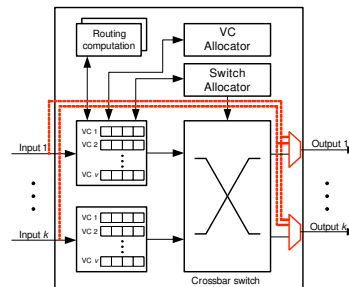 Routing
computation
VC
Allocator
Switch
Allocator
Input 1
VC 1
VC 2
VC v
Output 1
Input k
VC 1
VC 2
VC v
Output k
Crossbar switch